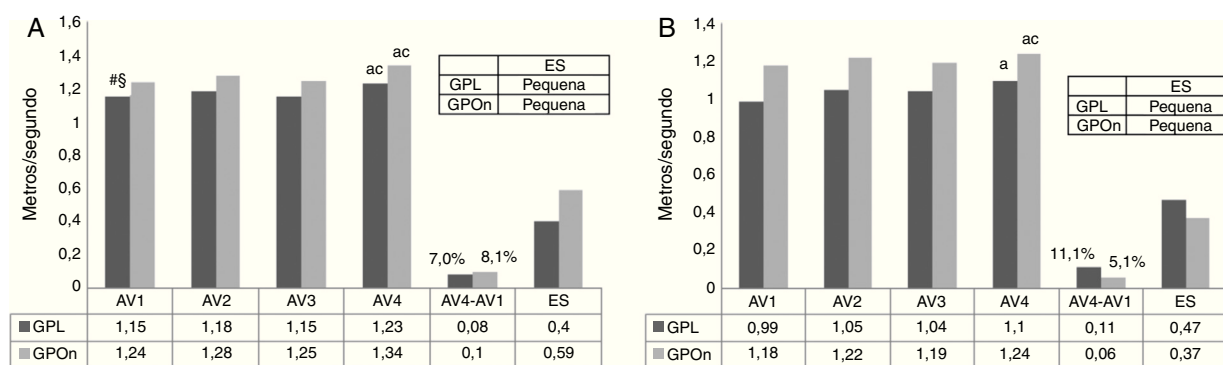 A
1,6
1,4
1,2
1
0,8
0,6
0,4
0,2
0
Metros/segundo
#§
ac
ac
7,0%
8,1%
ES
GPL Pequena
GPOn Pequena
AV1 AV2 AV3 AV4 AV4-AV1 ES
GPL 1,15 1,18 1,15 1,23 0,08 0,4
GPOn 1,24 1,28 1,25 1,34 0,1 0,59
B
1,4
1,2
1
0,8
0,6
0,4
0,2
0
Metros/segundo
a
ac
11,1%
5,1%
ES
GPL Pequena
GPOn Pequena
AV1 AV2 AV3 AV4 AV4-AV1 ES
GPL 0,99 1,05 1,04 1,1 0,11 0,47
GPOn 1,18 1,22 1,19 1,24 0,06 0,37